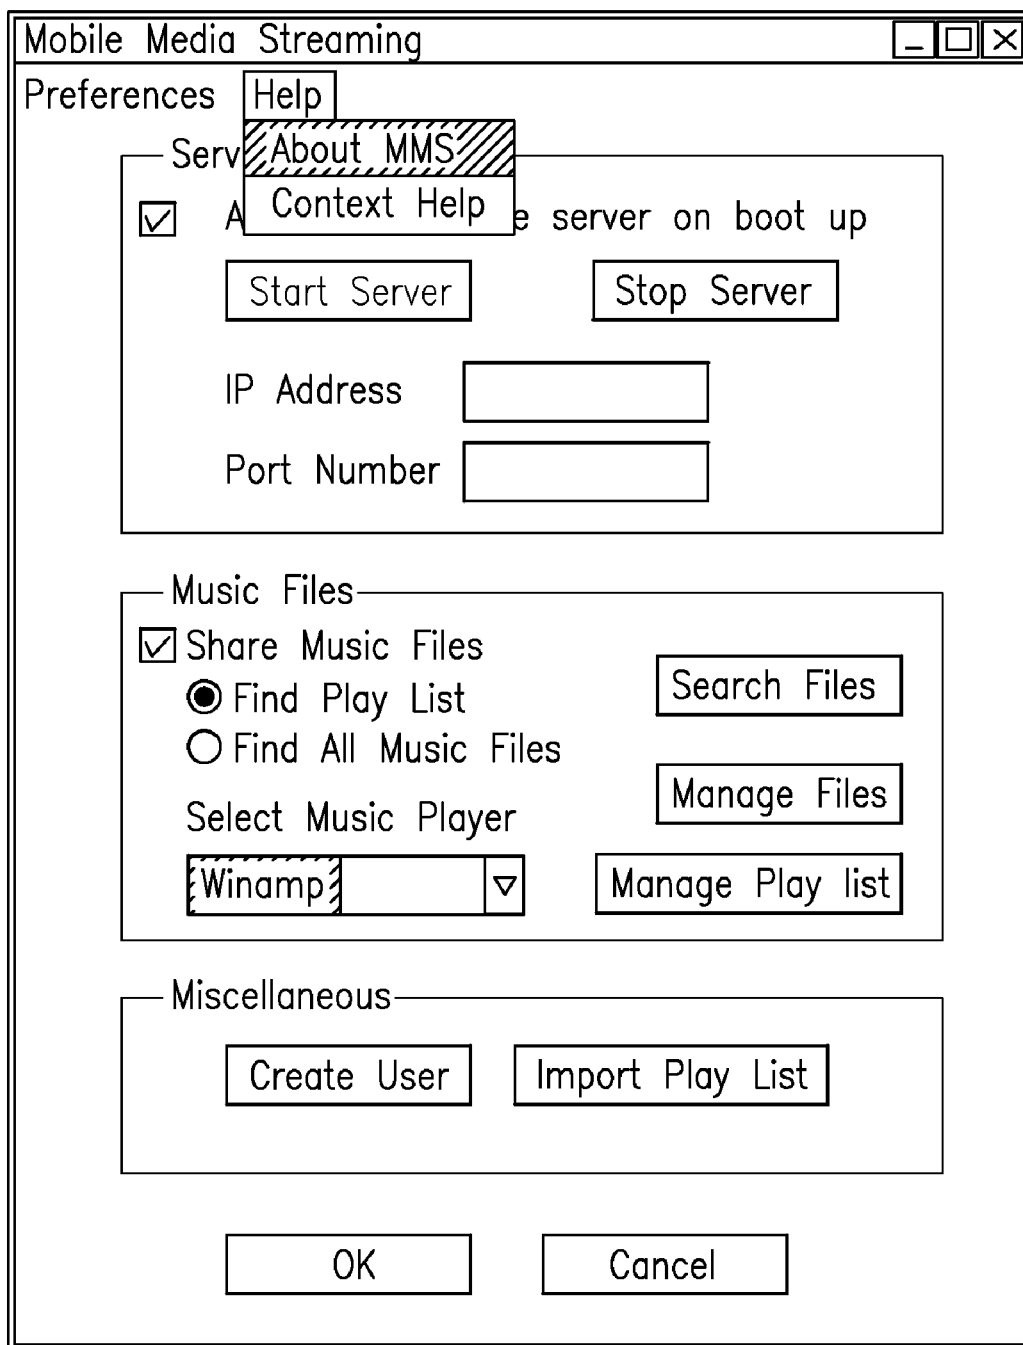 Mobile Media Streaming
Preferences Help
About MMS
Context Help
server on boot up
Start Server Stop Server
IP Address
Port Number
Music Files
Share Music Files
Find Play List
Find All Music Files
Search Files
Select Music Player
Manage Files
Winamp
Manage Play list
Miscellaneous
Create User Import Play List
OK Cancel